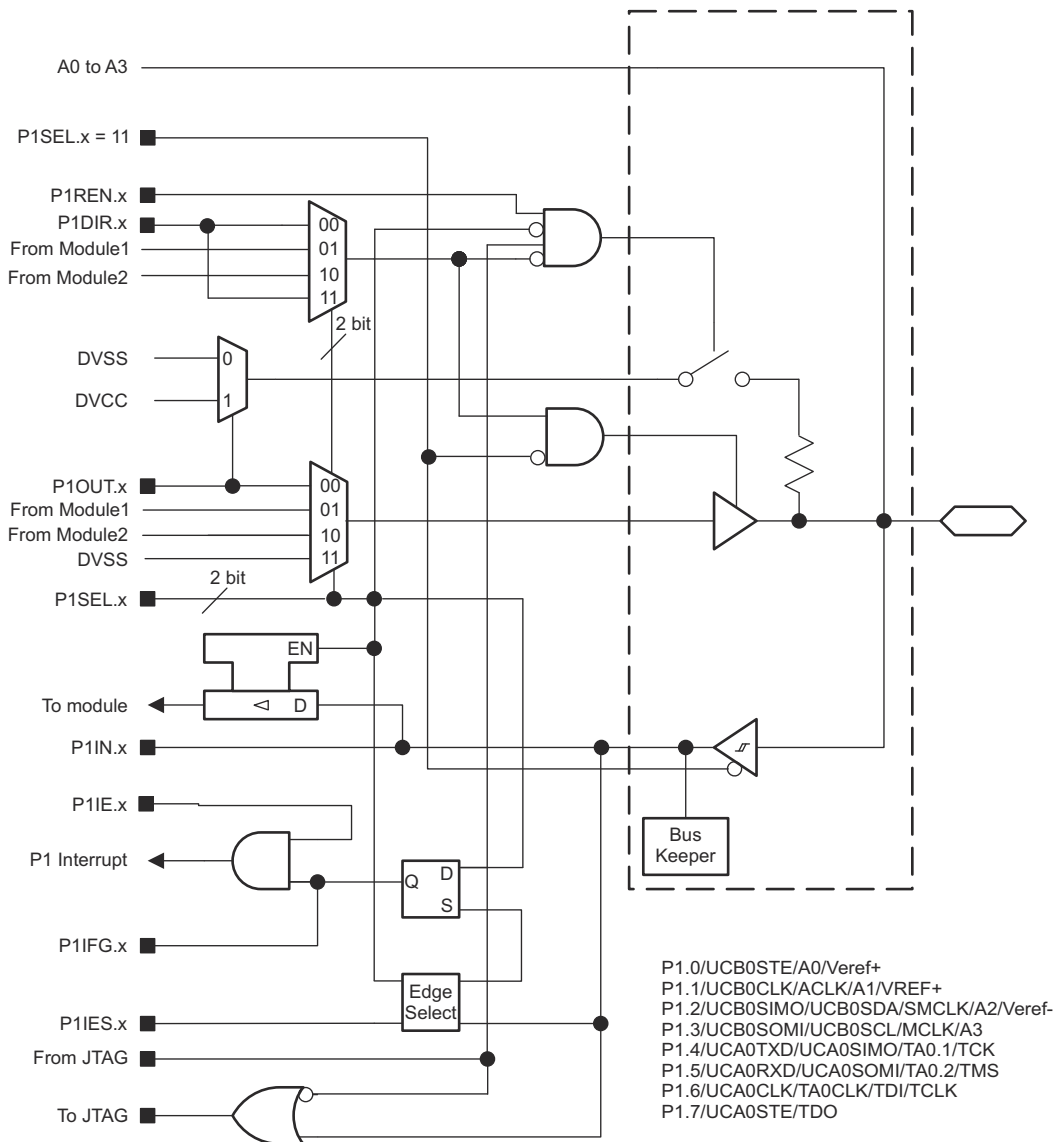 A0 to A3
P1SEL.x = 11
P1REN.x
P1DIR.x
00
From Module1
01
From Module2
10
11
2 bit
DVSS
0
DVCC
1
P1OUT.x
00
From Module1
01
From Module2
10
DVSS
11
2 bit
P1SEL.x
EN
To module
D
P1IN.x
P1IE.x
Bus
Keeper
P1 Interrupt
Q
D
S
P1IFG.x
Edge
Select
P1IES.x
From JTAG
To JTAG
P1.0/UCB0STE/A0/Veref+
P1.1/UCB0CLK/ACLK/A1/VREF+
P1.2/UCB0SIMO/UCB0SDA/SMCLK/A2/Veref-
P1.3/UCB0SOMI/UCB0SCL/MCLK/A3
P1.4/UCA0TXD/UCA0SIMO/TA0.1/TCK
P1.5/UCA0RXD/UCA0SOMI/TA0.2/TMS
P1.6/UCA0CLK/TA0CLK/TDI/TCLK
P1.7/UCA0STE/TDO